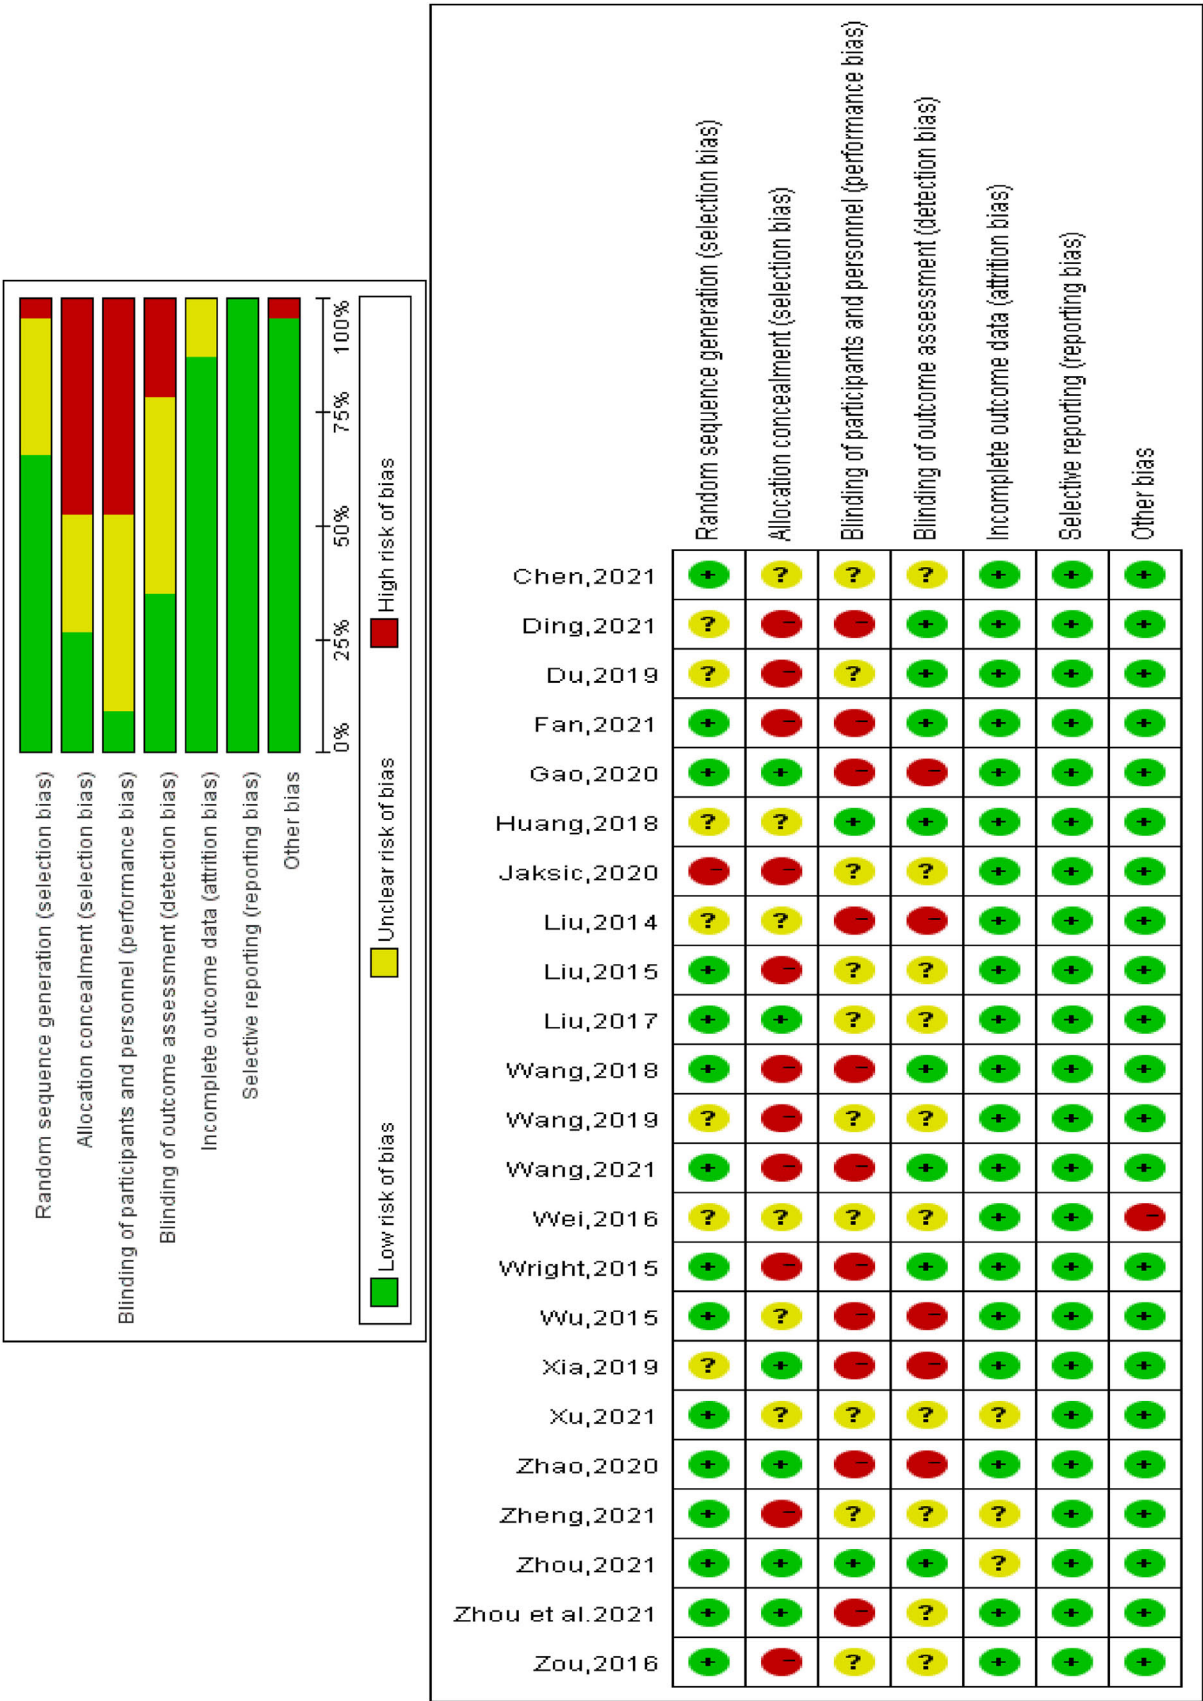 Random sequence generation (selection bias)
Allocation concealment (selection bias)
Blinding of participants and personnel (performance bias)
Blinding of outcome assessment (detection bias)
Incomplete outcome data (attrition bias)
Selective reporting (reporting bias)
Other bias
0% 25% 50% 75% 100%
Low risk of bias Unclear risk of bias High risk of bias
Random sequence generation (selection bias)
Allocation concealment (selection bias)
Blinding of participants and personnel (performance bias)
Blinding of outcome assessment (detection bias)
Incomplete outcome data (attrition bias)
Selective reporting (reporting bias)
Other bias
Chen,2021 + ? ? ? + + +
Ding,2021 ? - - + + + +
Du,2019 ? - ? + + + +
Fan,2021 + - - + + + +
Gao,2020 + + - - + + +
Huang,2018 ? ? + + + + +
Jaksic,2020 - - ? ? + + +
Liu,2014 ? ? - - + + +
Liu,2015 + - ? ? + + +
Liu,2017 + + ? ? + + +
Wang,2018 + - - + + + +
Wang,2019 ? - ? ? + + +
Wang,2021 + - - + + + +
Wei,2016 ? ? ? ? + + -
Wright,2015 + - - + + + +
Wu,2015 + ? - - + + +
Xia,2019 ? + - - + + +
Xu,2021 + ? ? ? ? + +
Zhao,2020 + + - - + + +
Zheng,2021 + - ? ? ? + +
Zhou,2021 + + + + ? + +
Zhou et al.2021 + + - ? + + +
Zou,2016 + - ? ? + + +